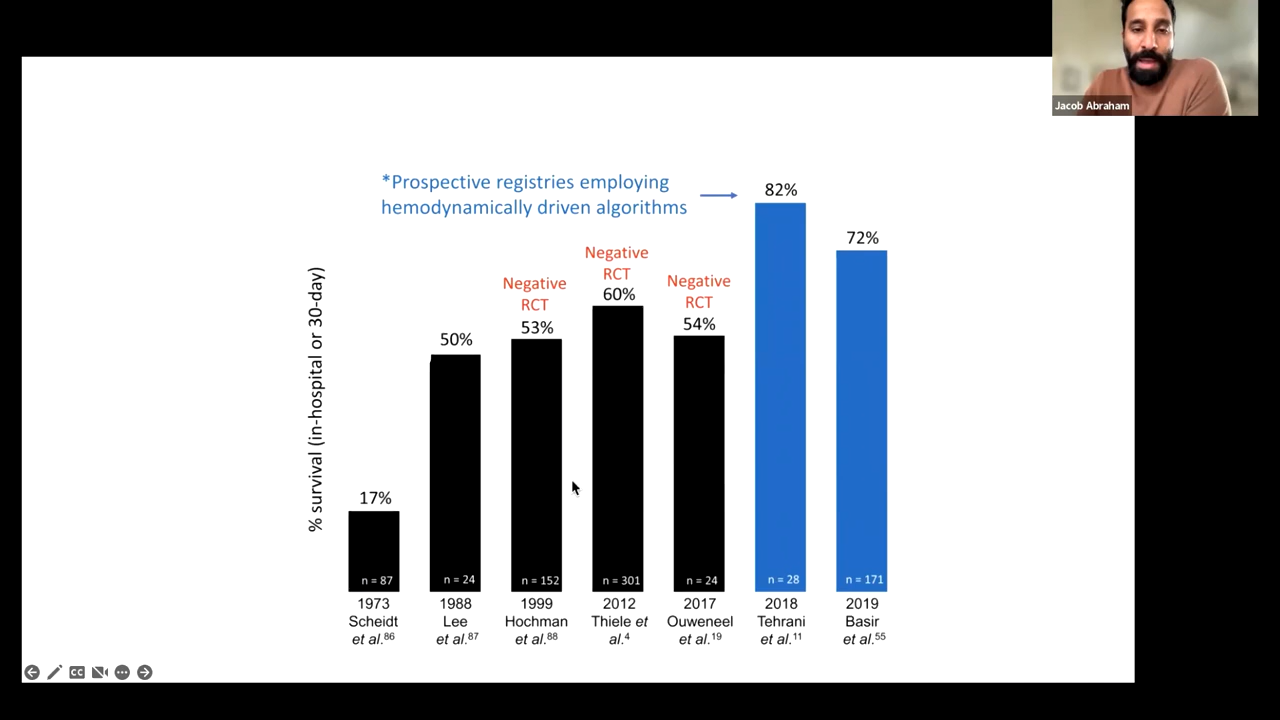 Jacob Abraham
*Prospective registries employing
hemodynamically driven algorithms
% survival (in-hospital or 30-day)
17%
50%
Negative
RCT
53%
Negative
RCT
60%
Negative
RCT
54%
82%
72%
n = 87
n = 24
n = 152
n = 301
n = 24
n = 28
n = 171
1973
Scheidt
et al.86
1988
Lee
et al.87
1999
Hochman
et al.88
2012
Thiele et
al.4
2017
Ouweneel
et al.19
2018
Tehrani
et al.11
2019
Basir
et al.55
CC